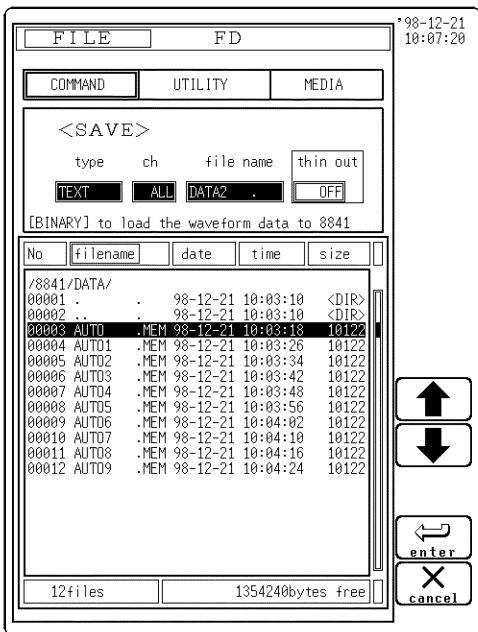 '98-12-21
10:07:20
FILE FD
COMMAND UTILITY MEDIA
<SAVE>
type ch file name thin out
TEXT ALL DATA2 . OFF
[BINARY] to load the waveform data to 8841
No filename date time size
/8841/DATA/
00001 . . 98-12-21 10:03:10 <DIR>
00002 .. . 98-12-21 10:03:10 <DIR>
00003 AUTO .MEM 98-12-21 10:03:18 10122
00004 AUTO1 .MEM 98-12-21 10:03:26 10122
00005 AUTO2 .MEM 98-12-21 10:03:34 10122
00006 AUTO3 .MEM 98-12-21 10:03:42 10122
00007 AUTO4 .MEM 98-12-21 10:03:48 10122
00008 AUTO5 .MEM 98-12-21 10:03:56 10122
00009 AUTO6 .MEM 98-12-21 10:04:02 10122
00010 AUTO7 .MEM 98-12-21 10:04:10 10122
00011 AUTO8 .MEM 98-12-21 10:04:16 10122
00012 AUTO9 .MEM 98-12-21 10:04:24 10122
12files 1354240bytes free
enter
cancel